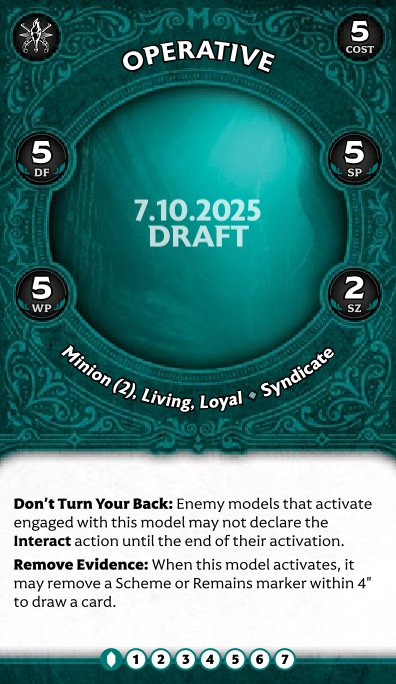 M
OPERATIVE
5
COST
5
DF
5
SP
7.10.2025
DRAFT
5
WP
2
SZ
Minion (2), Living, Loyal ⬥ Syndicate
Don't Turn Your Back: Enemy models that activate
engaged with this model may not declare the
Interact action until the end of their activation.
Remove Evidence: When this model activates, it
may remove a Scheme or Remains marker within 4"
to draw a card.
1 2 3 4 5 6 7